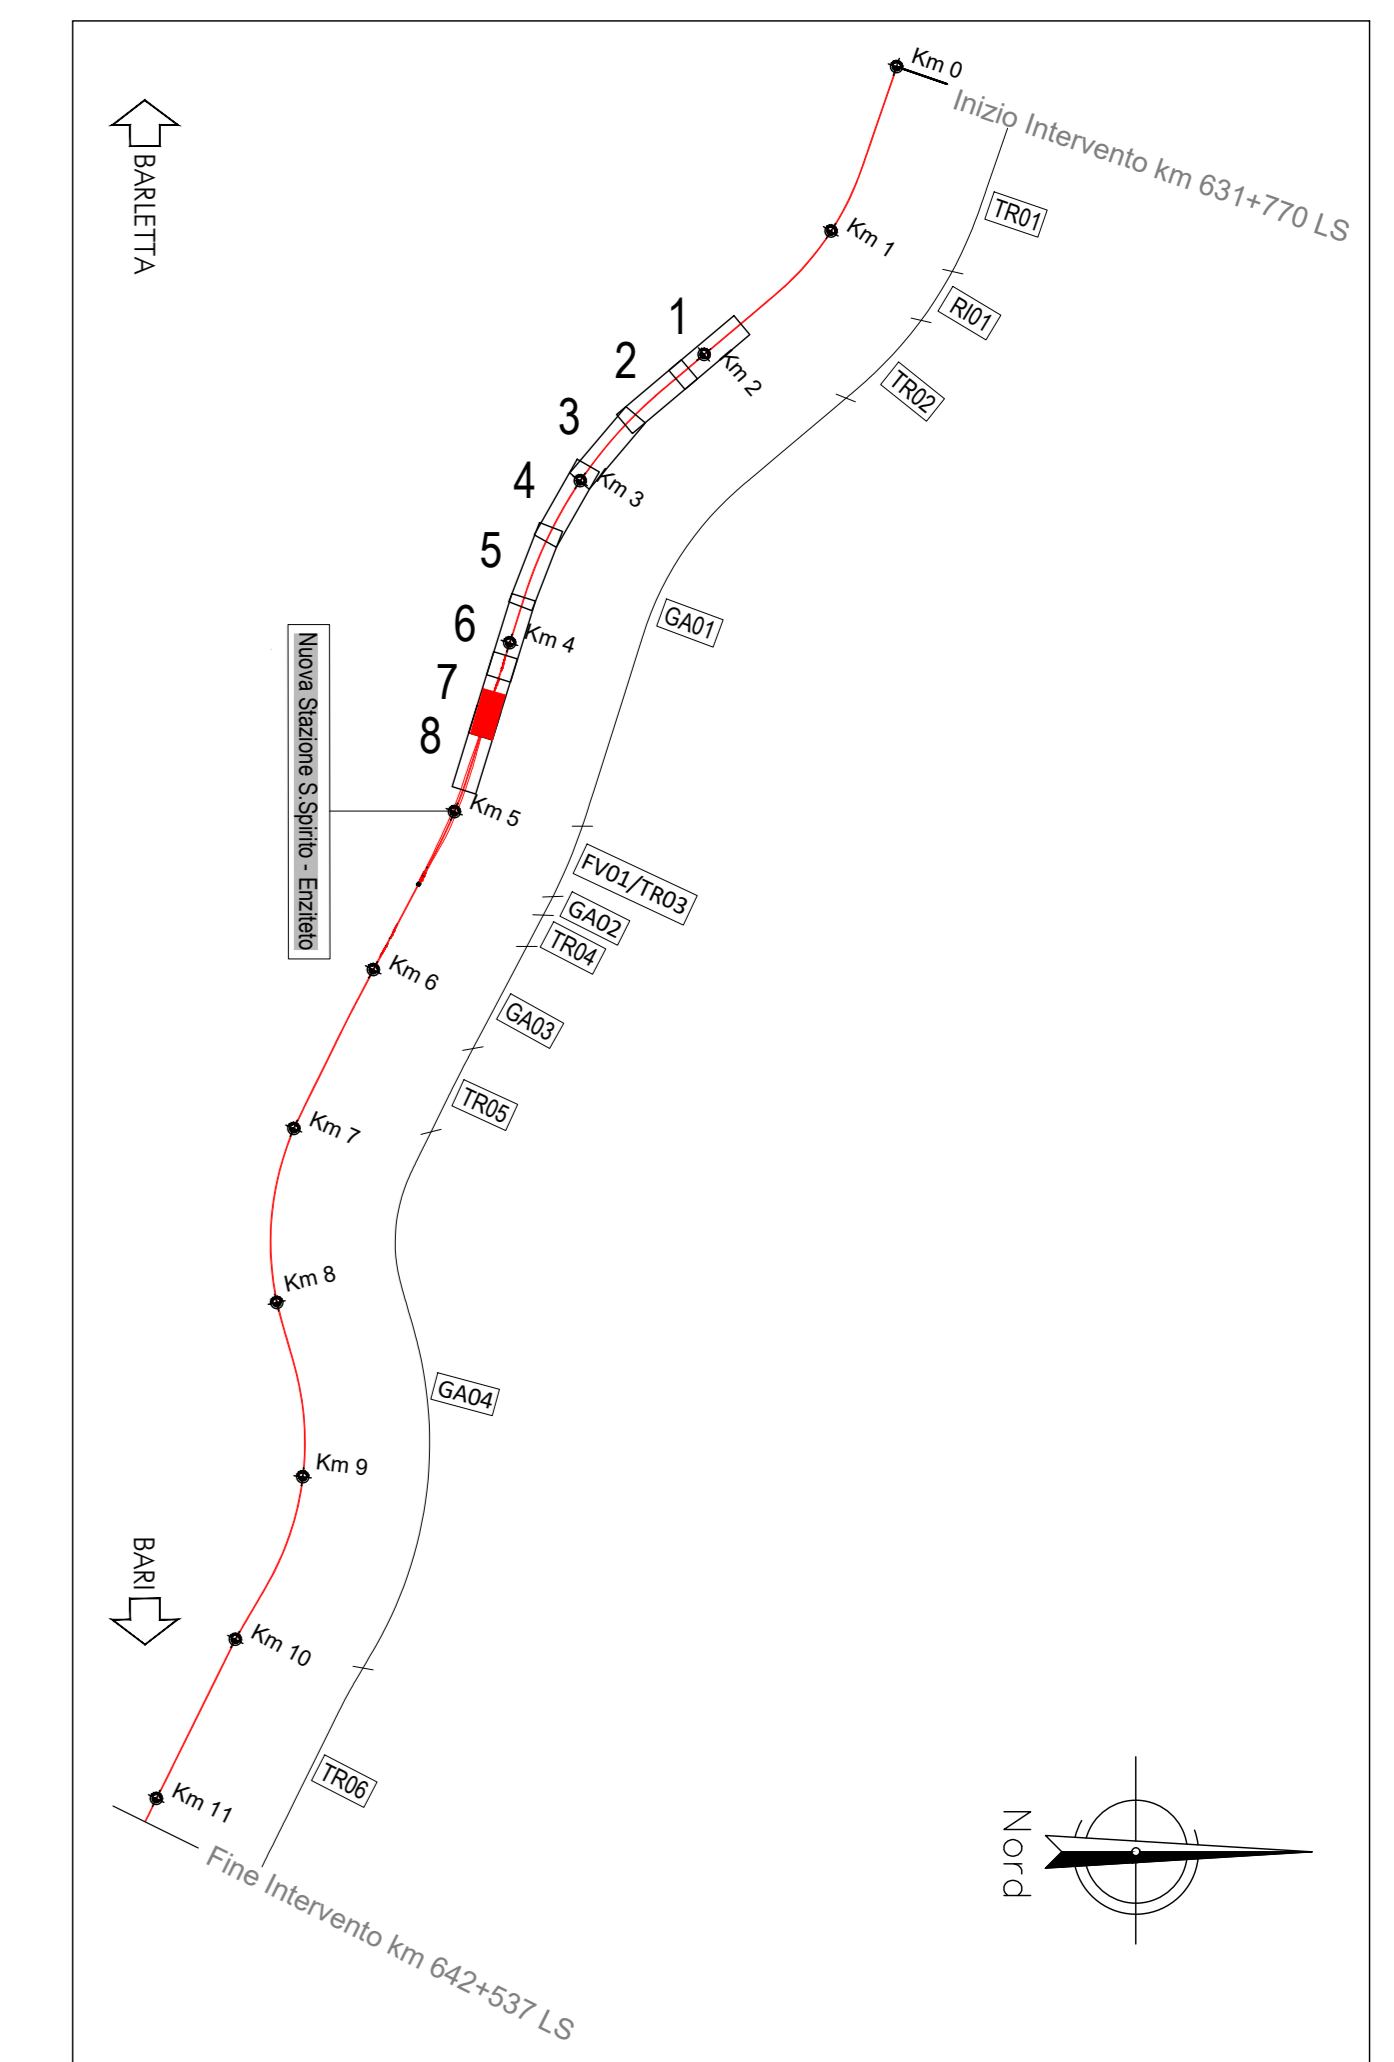 Km 0
Inizio Intervento km 631+770 LS
BARLETTA
TR01
Km 1
RI01
1
Km 2
2
TR02
3
Km 3
4
5
GA01
6
Km 4
7
8
Nuova Stazione S.Spirito - Enziteto
Km 5
FV01/TR03
GA02
TR04
Km 6
GA03
TR05
Km 7
Km 8
GA04
Km 9
BARI
Km 10
TR06
Km 11
Fine Intervento km 642+537 LS
Nord